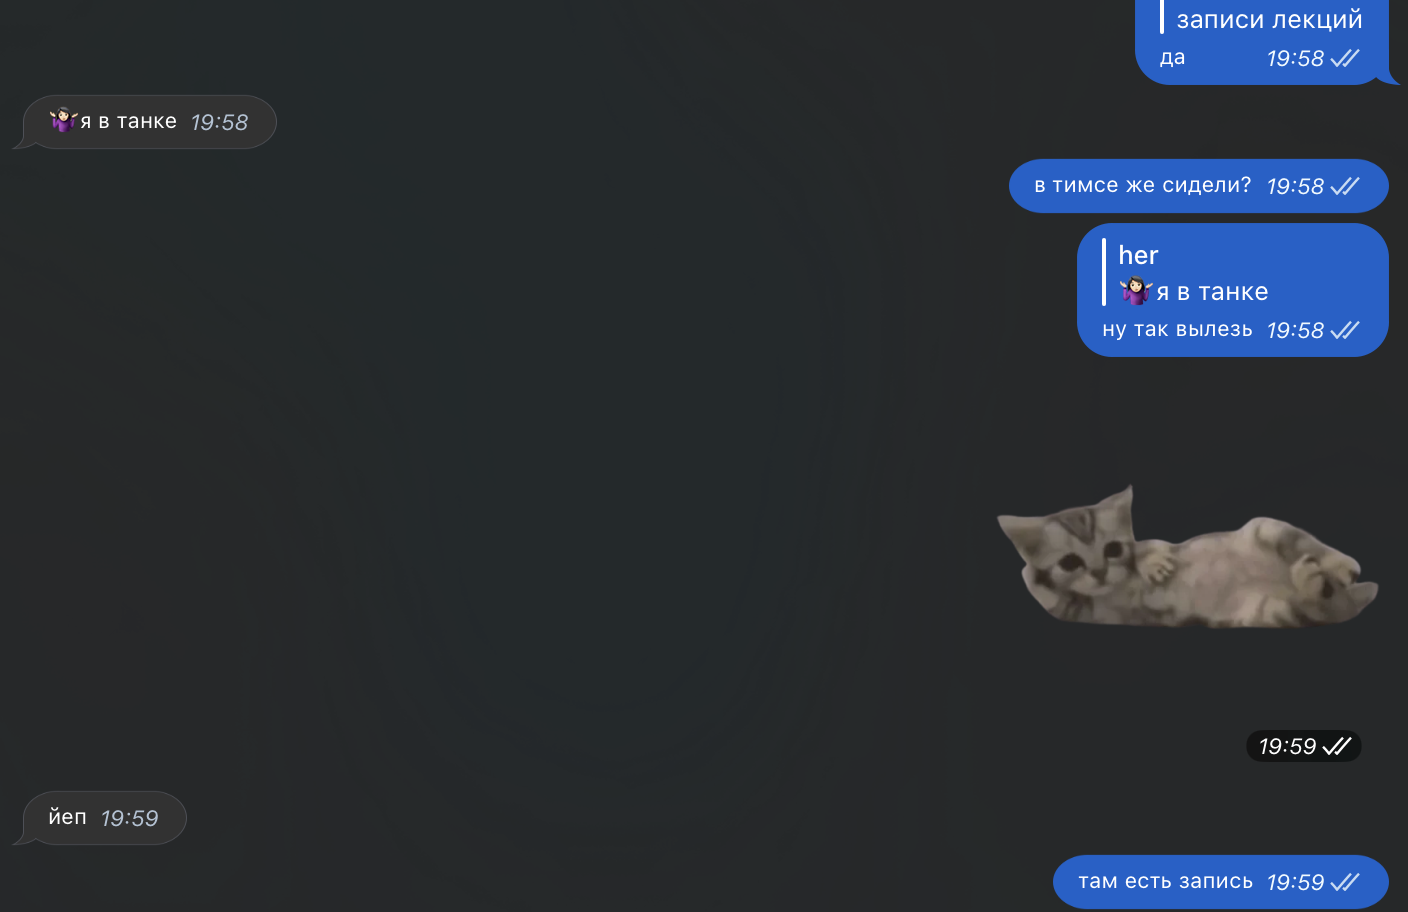 записи лекций
да 19:58
🤷🏻‍♀️я в танке 19:58
в тимсе же сидели? 19:58
her
🤷🏻‍♀️я в танке
ну так вылезь 19:58
19:59
йеп 19:59
там есть запись 19:59